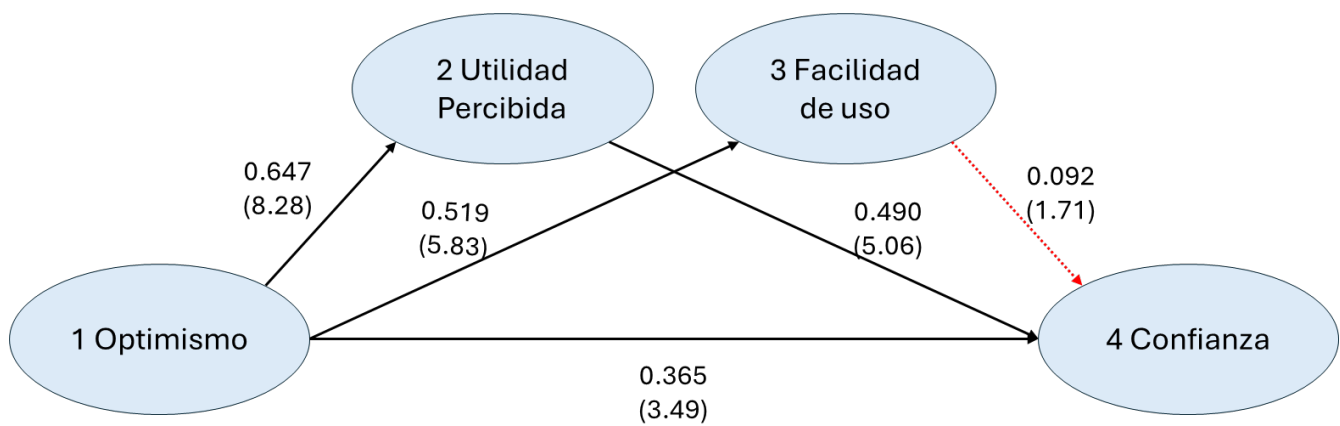 2 Utilidad
Percibida
3 Facilidad
de uso
0.647
(8.28)
0.519
(5.83)
0.490
(5.06)
0.092
(1.71)
1 Optimismo
4 Confianza
0.365
(3.49)